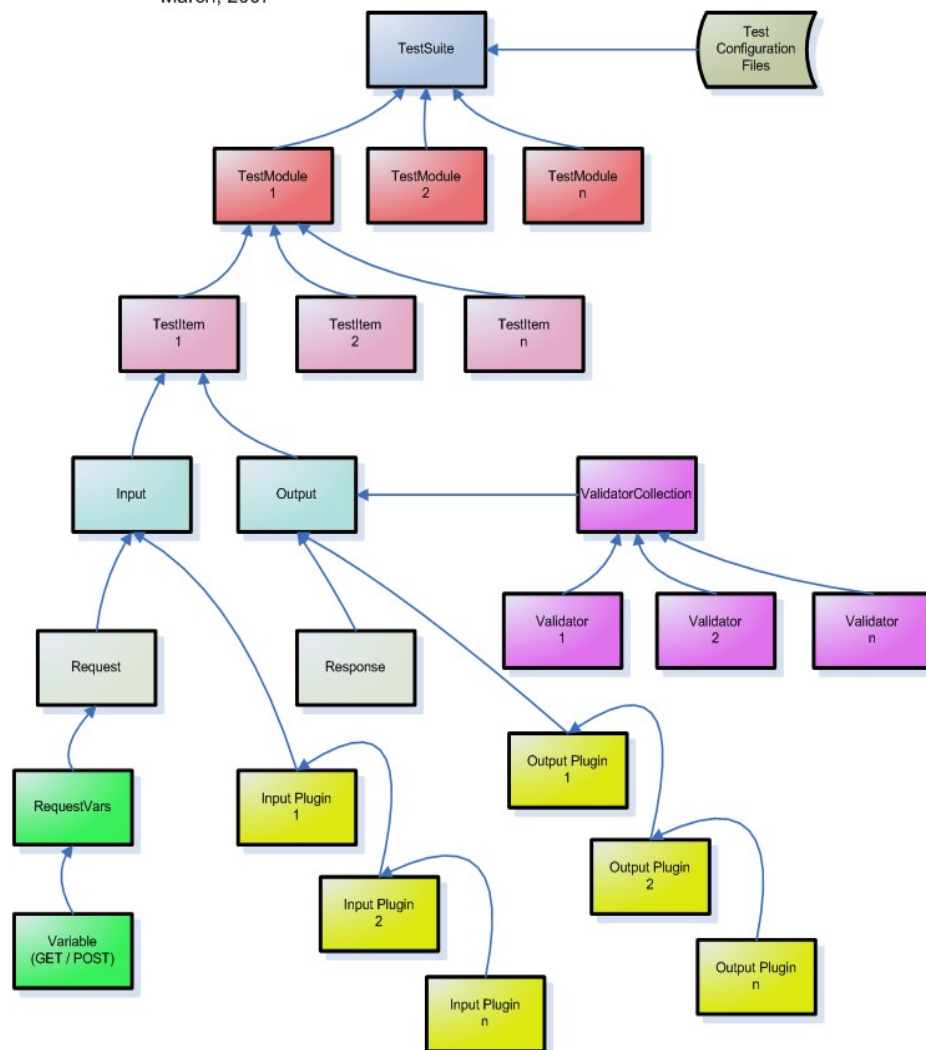 March, 2007
TestSuite
Test
Configuration
Files
TestModule
1
TestModule
2
TestModule
n
TestItem
1
TestItem
2
TestItem
n
Input
Output
ValidatorCollection
Validator
1
Validator
2
Validator
n
Request
Response
Output Plugin
1
RequestVars
Input Plugin
1
Output Plugin
2
Input Plugin
2
Variable
(GET / POST)
Output Plugin
n
Input Plugin
n